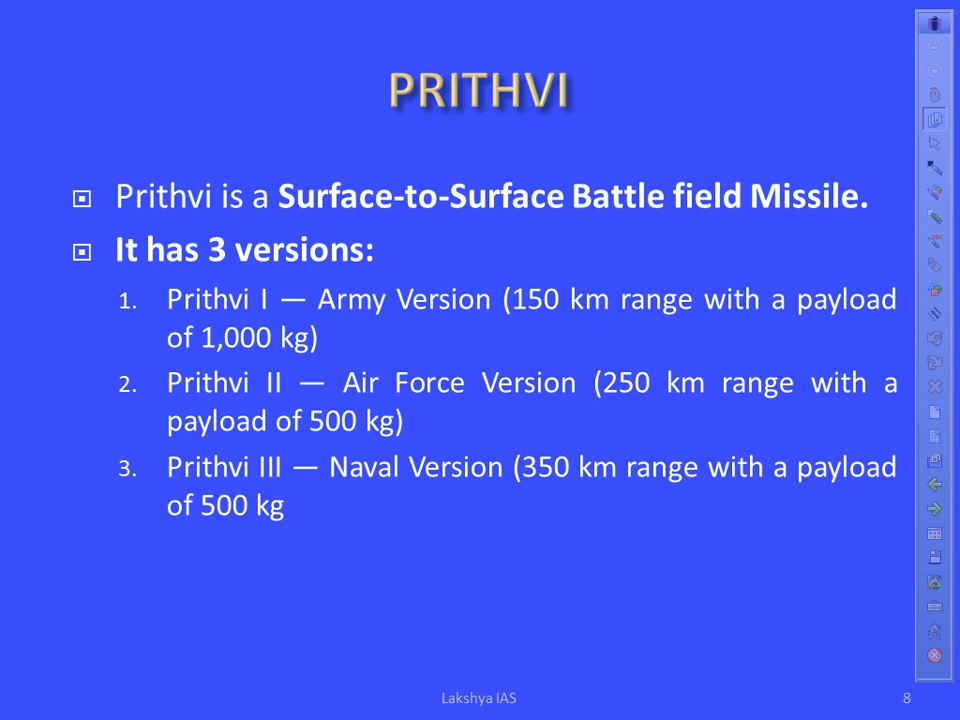 PRITHVI
Prithvi is a Surface-to-Surface Battle field Missile.
It has 3 versions:
1. Prithvi I — Army Version (150 km range with a payload
of 1,000 kg)
2. Prithvi II — Air Force Version (250 km range with a
payload of 500 kg)
3. Prithvi III — Naval Version (350 km range with a payload
of 500 kg
Lakshya IAS
8